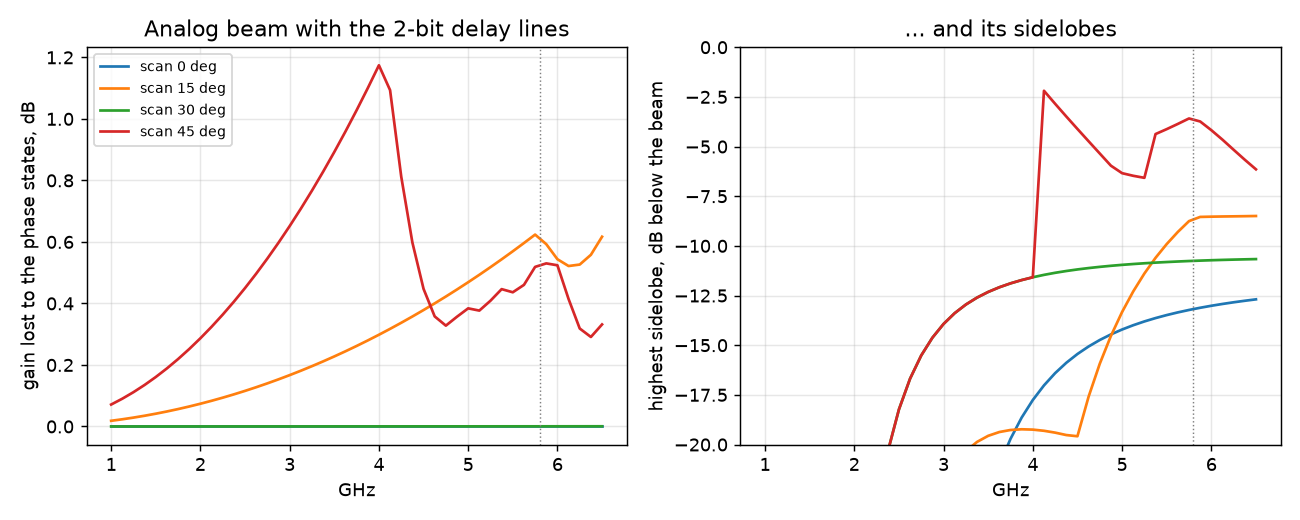 Analog beam with the 2-bit delay lines
gain lost to the phase states, dB
1.2
1.0
0.8
0.6
0.4
0.2
0.0
scan 0 deg
scan 15 deg
scan 30 deg
scan 45 deg
1 2 3 4 5 6
GHz
... and its sidelobes
highest sidelobe, dB below the beam
0.0
−2.5
−5.0
−7.5
−10.0
−12.5
−15.0
−17.5
−20.0
1 2 3 4 5 6
GHz